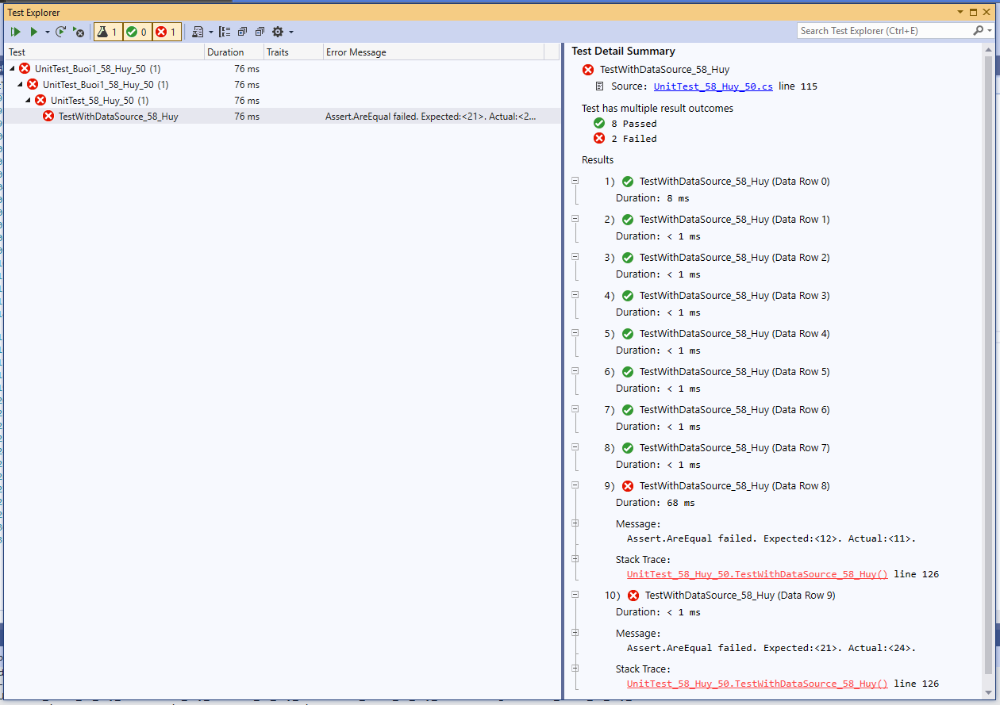 Test Explorer
1 0 1
Search Test Explorer (Ctrl+E)
Test Duration Traits Error Message
UnitTest_Buoi1_58_Huy_50 (1) 76 ms
UnitTest_Buoi1_58_Huy_50 (1) 76 ms
UnitTest_58_Huy_50 (1) 76 ms
TestWithDataSource_58_Huy 76 ms Assert.AreEqual failed. Expected:<21>. Actual:<2...
Test Detail Summary
TestWithDataSource_58_Huy
Source: UnitTest_58_Huy_50.cs line 115
Test has multiple result outcomes
8 Passed
2 Failed
Results
1) TestWithDataSource_58_Huy (Data Row 0)
Duration: 8 ms
2) TestWithDataSource_58_Huy (Data Row 1)
Duration: < 1 ms
3) TestWithDataSource_58_Huy (Data Row 2)
Duration: < 1 ms
4) TestWithDataSource_58_Huy (Data Row 3)
Duration: < 1 ms
5) TestWithDataSource_58_Huy (Data Row 4)
Duration: < 1 ms
6) TestWithDataSource_58_Huy (Data Row 5)
Duration: < 1 ms
7) TestWithDataSource_58_Huy (Data Row 6)
Duration: < 1 ms
8) TestWithDataSource_58_Huy (Data Row 7)
Duration: < 1 ms
9) TestWithDataSource_58_Huy (Data Row 8)
Duration: 68 ms
Message:
Assert.AreEqual failed. Expected:<12>. Actual:<11>.
Stack Trace:
UnitTest_58_Huy_50.TestWithDataSource_58_Huy() line 126
10) TestWithDataSource_58_Huy (Data Row 9)
Duration: < 1 ms
Message:
Assert.AreEqual failed. Expected:<21>. Actual:<24>.
Stack Trace:
UnitTest_58_Huy_50.TestWithDataSource_58_Huy() line 126